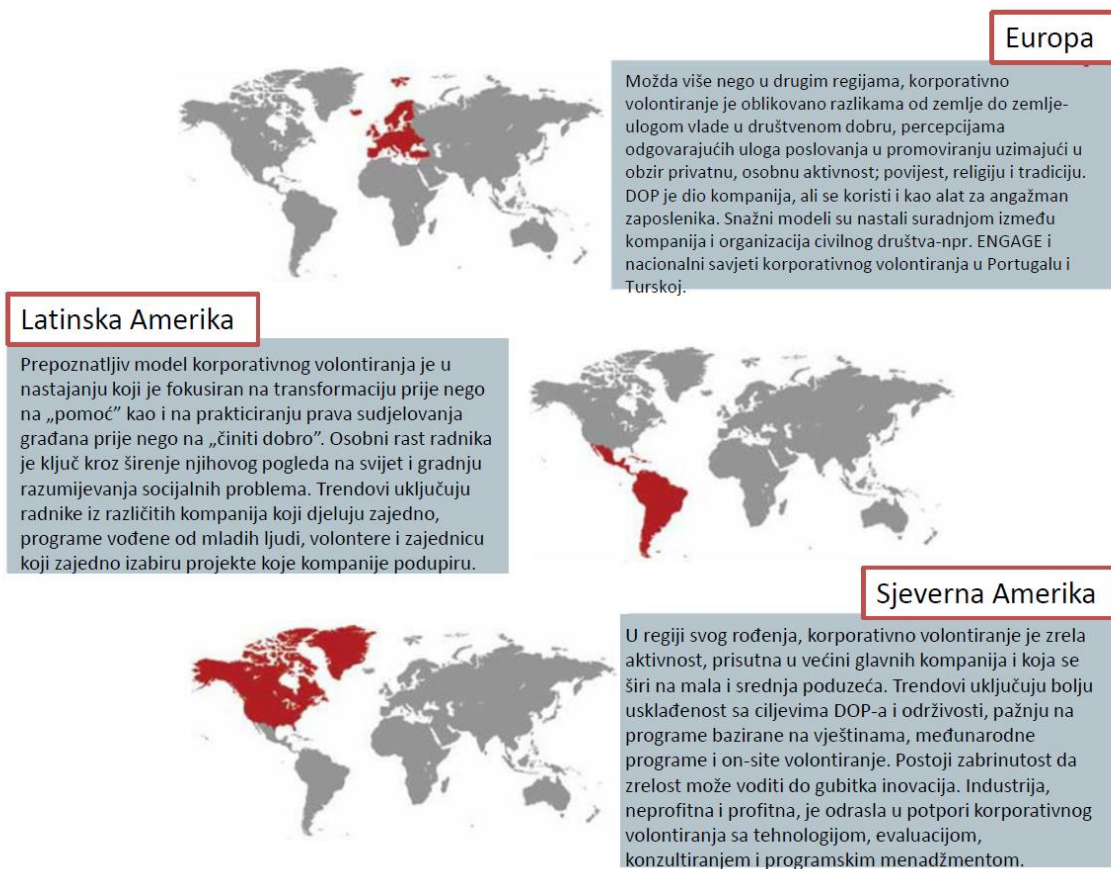 Europa
Možda više nego u drugim regijama, korporativno
volontiranje je oblikovano razlikama od zemlje do zemlje-
ulogom vlade u društvenom dobru, percepcijama
odgovarajućih uloga poslovanja u promoviranju uzimajući u
obzir privatnu, osobnu aktivnost; povijest, religiju i tradiciju.
DOP je dio kompanija, ali se koristi i kao alat za angažman
zaposlenika. Snažni modeli su nastali suradnjom između
kompanija i organizacija civilnog društva-npr. ENGAGE i
nacionalni savjeti korporativnog volontiranja u Portugalu i
Turskoj.
Latinska Amerika
Prepoznatljiv model korporativnog volontiranja je u
nastajanju koji je fokusiran na transformaciju prije nego
na „pomoć” kao i na prakticiranju prava sudjelovanja
građana prije nego na „činiti dobro”. Osobni rast radnika
je ključ kroz širenje njihovog pogleda na svijet i gradnju
razumijevanja socijalnih problema. Trendovi uključuju
radnike iz različitih kompanija koji djeluju zajedno,
programe vođene od mladih ljudi, volontere i zajednicu
koji zajedno izabiru projekte koje kompanije podupiru.
Sjeverna Amerika
U regiji svog rođenja, korporativno volontiranje je zrela
aktivnost, prisutna u većini glavnih kompanija i koja se
širi na mala i srednja poduzeća. Trendovi uključuju bolju
usklađenost sa ciljevima DOP-a i održivosti, pažnju na
programe bazirane na vještinama, međunarodne
programe i on-site volontiranje. Postoji zabrinutost da
zrelost može voditi do gubitka inovacija. Industrija,
neprofitna i profitna, je odrasla u potpori korporativnog
volontiranja sa tehnologijom, evaluacijom,
konzultiranjem i programskim menadžmentom.